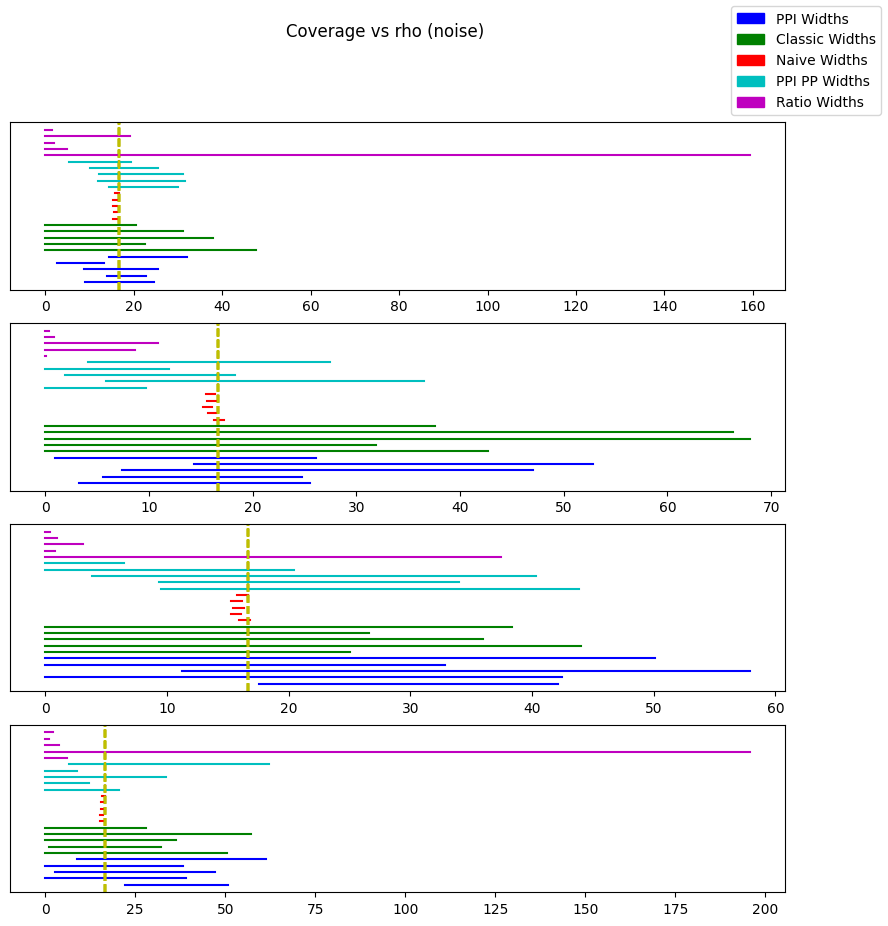 Coverage vs rho (noise)
PPI Widths
Classic Widths
Naive Widths
PPI PP Widths
Ratio Widths
0 20 40 60 80 100 120 140 160
0 10 20 30 40 50 60 70
0 10 20 30 40 50 60
0 25 50 75 100 125 150 175 200